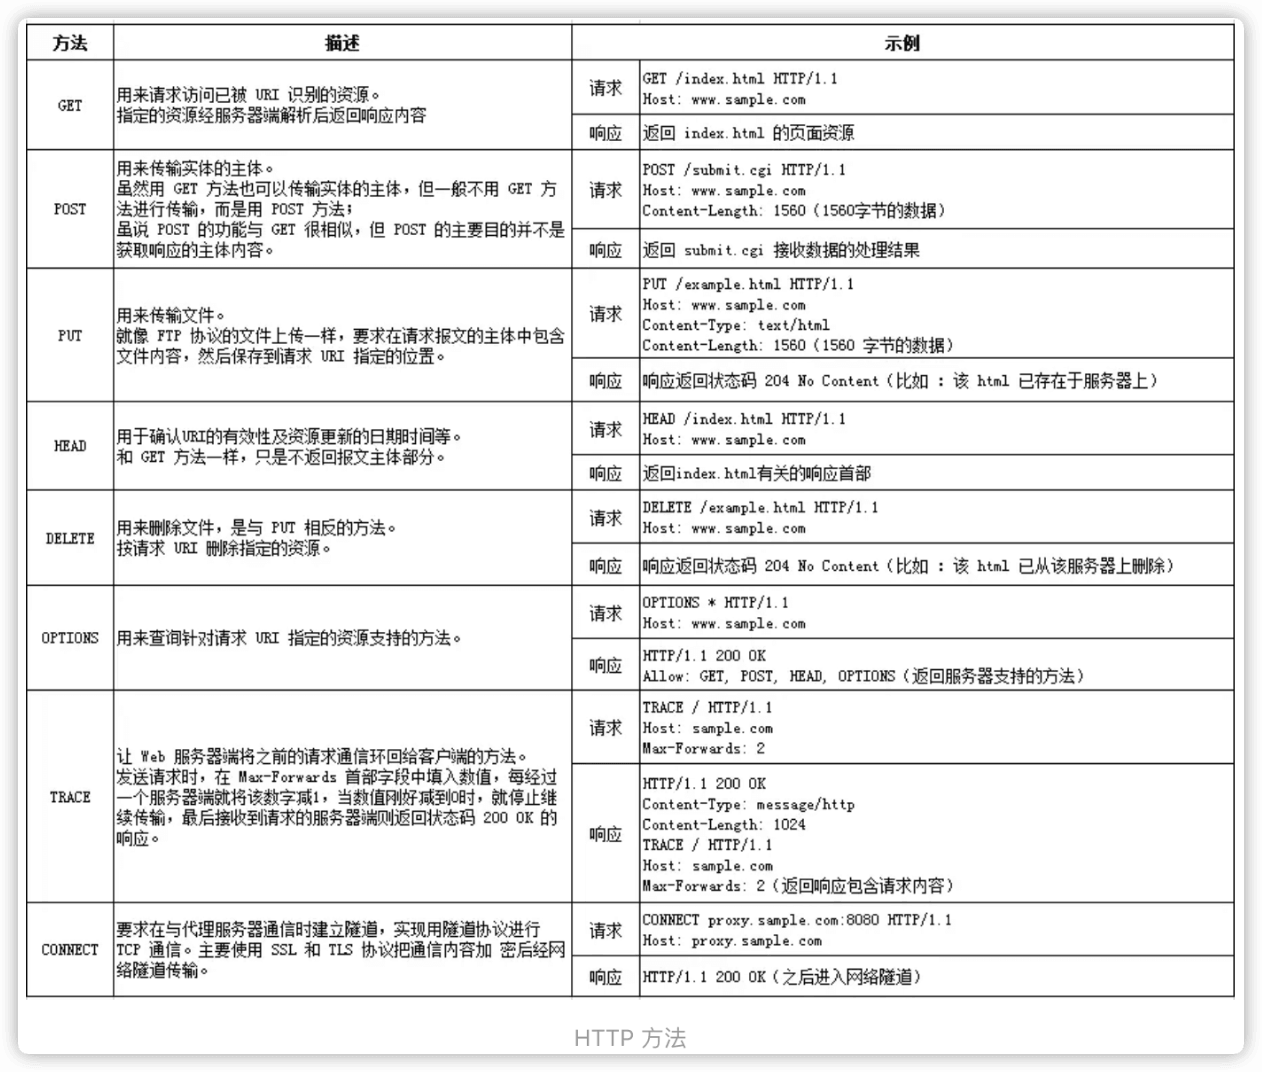 方法 描述 示例
GET
用来请求访问已被 URI 识别的资源。
指定的资源经服务器端解析后返回响应内容
请求
GET /index.html HTTP/1.1
Host: www.sample.com
响应
返回 index.html 的页面资源
POST
用来传输实体的主体。
虽然用 GET 方法也可以传输实体的主体，但一般不用 GET 方
法进行传输，而是用 POST 方法；
虽说 POST 的功能与 GET 很相似，但 POST 的主要目的并不是
获取响应的主体内容。
请求
POST /submit.cgi HTTP/1.1
Host: www.sample.com
Content-Length: 1560（1560字节的数据）
响应
返回 submit.cgi 接收数据的处理结果
PUT
用来传输文件。
就像 FTP 协议的文件上传一样，要求在请求报文的主体中包含
文件内容，然后保存到请求 URI 指定的位置。
请求
PUT /example.html HTTP/1.1
Host: www.sample.com
Content-Type: text/html
Content-Length: 1560（1560 字节的数据）
响应
响应返回状态码 204 No Content（比如 : 该 html 已存在于服务器上）
HEAD
用于确认URI的有效性及资源更新的日期时间等。
和 GET 方法一样，只是不返回报文主体部分。
请求
HEAD /index.html HTTP/1.1
Host: www.sample.com
响应
返回index.html有关的响应首部
DELETE
用来删除文件，是与 PUT 相反的方法。
按请求 URI 删除指定的资源。
请求
DELETE /example.html HTTP/1.1
Host: www.sample.com
响应
响应返回状态码 204 No Content（比如 : 该 html 已从该服务器上删除）
OPTIONS
用来查询针对请求 URI 指定的资源支持的方法。
请求
OPTIONS * HTTP/1.1
Host: www.sample.com
响应
HTTP/1.1 200 OK
Allow: GET, POST, HEAD, OPTIONS（返回服务器支持的方法）
TRACE
让 Web 服务器端将之前的请求通信环回给客户端的方法。
发送请求时，在 Max-Forwards 首部字段中填入数值，每经过
一个服务器端就将该数字减1，当数值刚好减到0时，就停止继
续传输，最后接收到请求的服务器端则返回状态码 200 OK 的
响应。
请求
TRACE / HTTP/1.1
Host: sample.com
Max-Forwards: 2
响应
HTTP/1.1 200 OK
Content-Type: message/http
Content-Length: 1024
TRACE / HTTP/1.1
Host: sample.com
Max-Forwards: 2（返回响应包含请求内容）
CONNECT
要求在与代理服务器通信时建立隧道，实现用隧道协议进行
TCP 通信。主要使用 SSL 和 TLS 协议把通信内容加 密后经网
络隧道传输。
请求
CONNECT proxy.sample.com:8080 HTTP/1.1
Host: proxy.sample.com
响应
HTTP/1.1 200 OK（之后进入网络隧道）
HTTP 方法